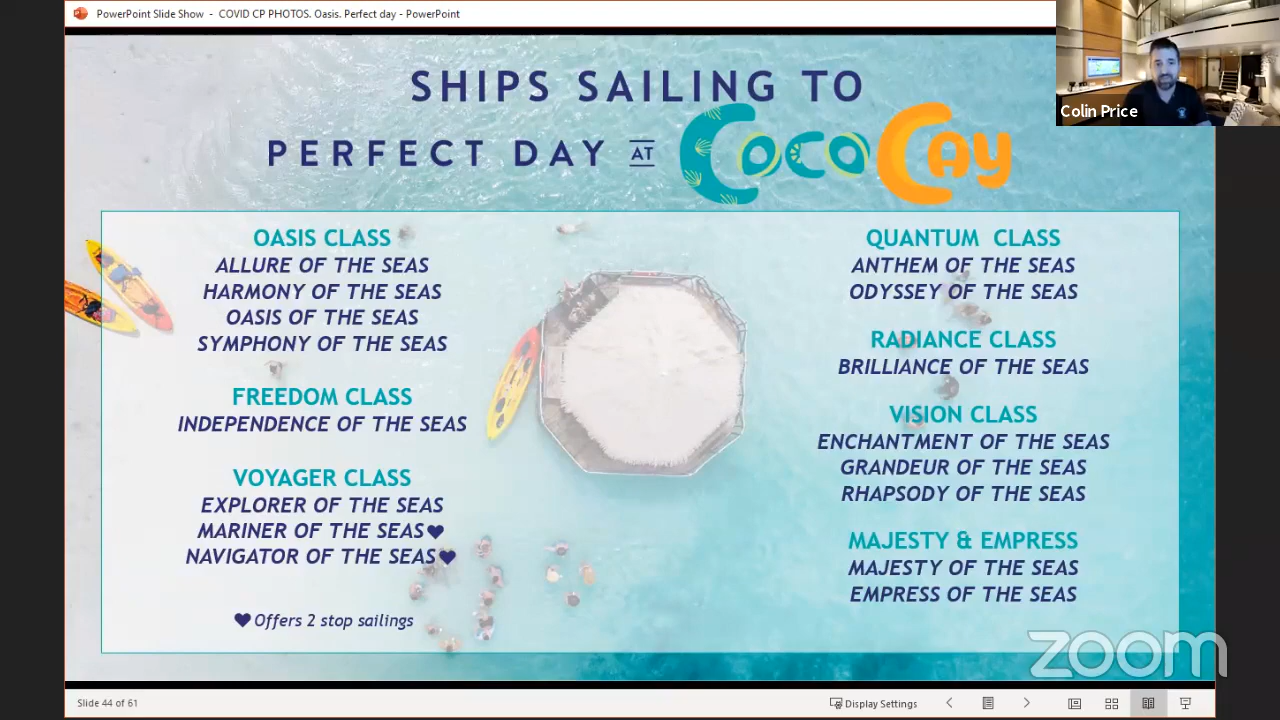 PowerPoint Slide Show - COVID CP PHOTOS. Oasis. Perfect day - PowerPoint
Colin Price
SHIPS SAILING TO
PERFECT DAY AT CocoCay
OASIS CLASS
ALLURE OF THE SEAS
HARMONY OF THE SEAS
OASIS OF THE SEAS
SYMPHONY OF THE SEAS
FREEDOM CLASS
INDEPENDENCE OF THE SEAS
VOYAGER CLASS
EXPLORER OF THE SEAS
MARINER OF THE SEAS♥
NAVIGATOR OF THE SEAS♥
♥ Offers 2 stop sailings
QUANTUM CLASS
ANTHEM OF THE SEAS
ODYSSEY OF THE SEAS
RADIANCE CLASS
BRILLIANCE OF THE SEAS
VISION CLASS
ENCHANTMENT OF THE SEAS
GRANDEUR OF THE SEAS
RHAPSODY OF THE SEAS
MAJESTY & EMPRESS
MAJESTY OF THE SEAS
EMPRESS OF THE SEAS
zoom
Slide 44 of 61
Display Settings